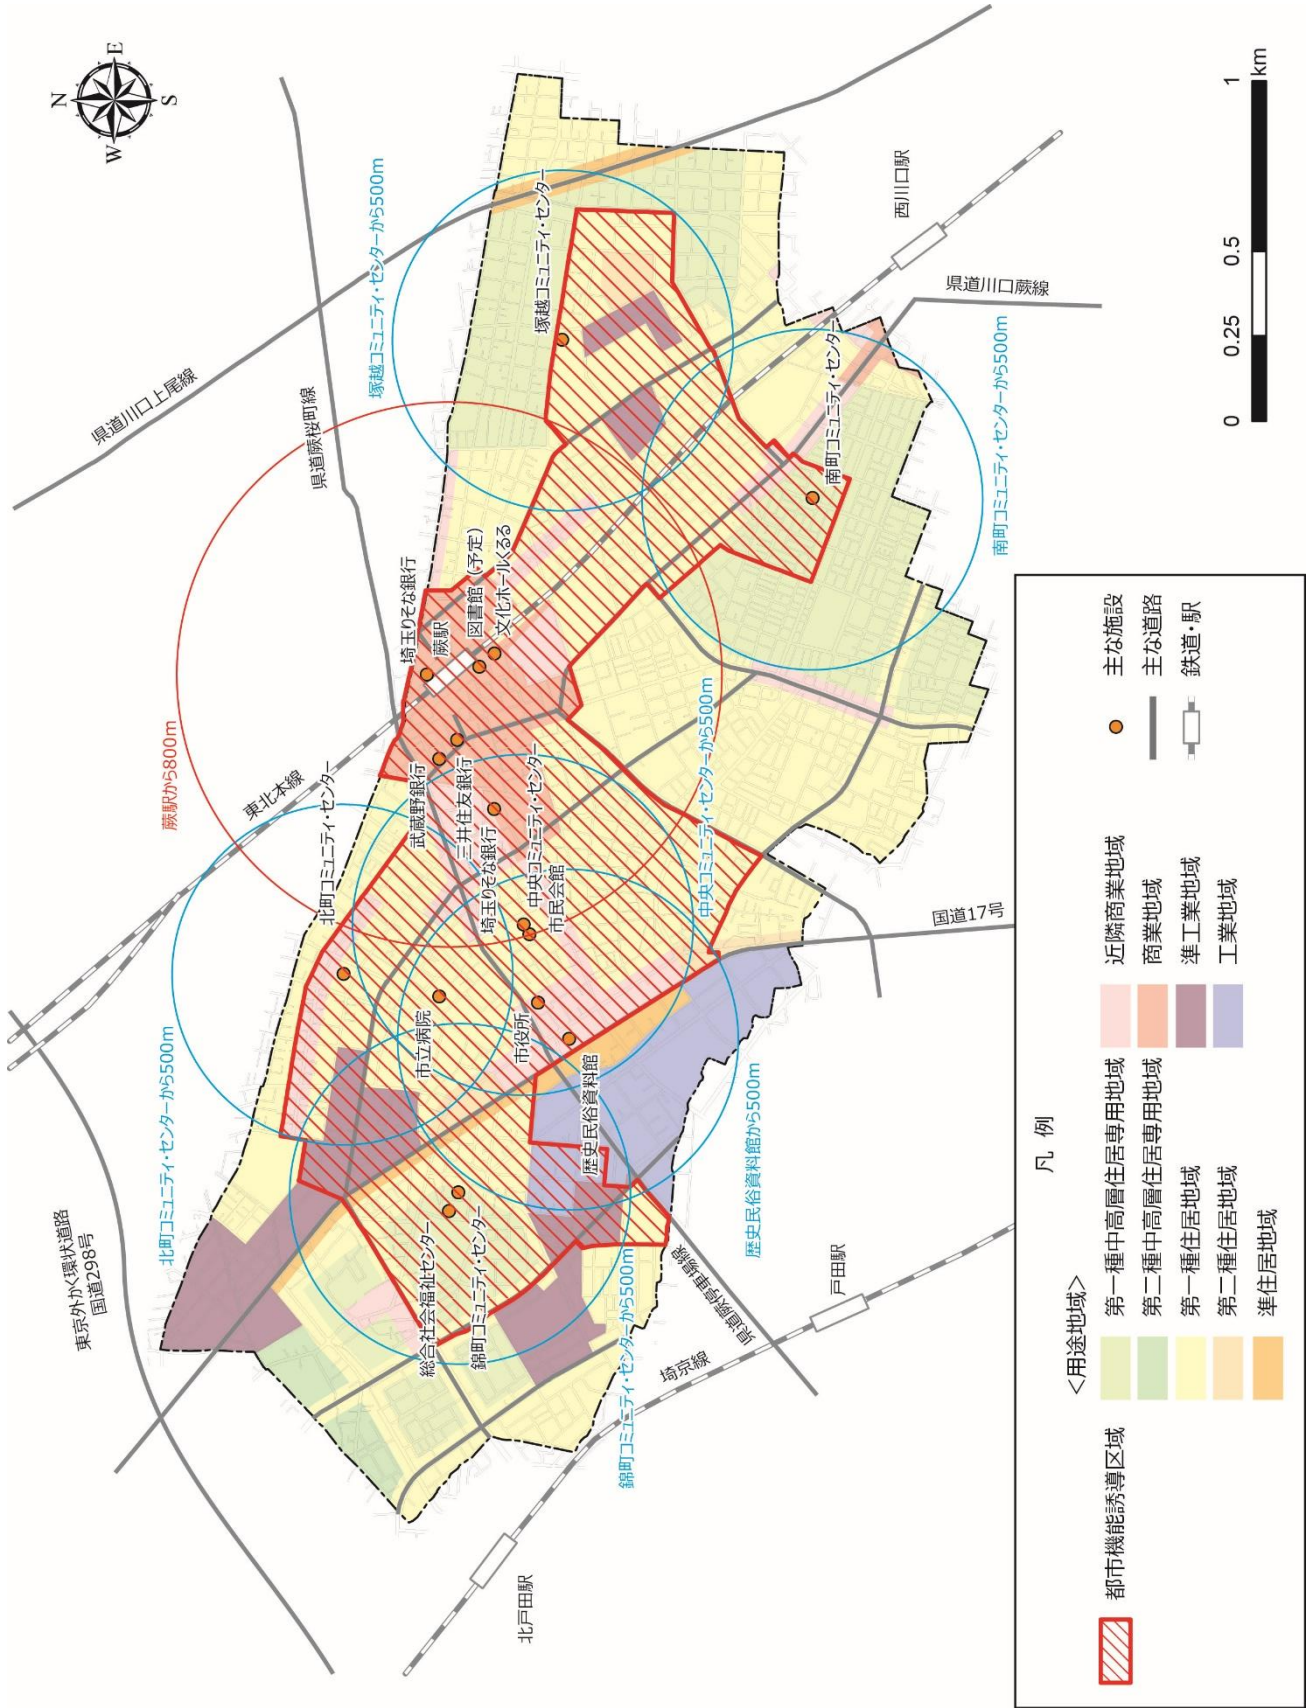 N
E
S
W
県道川口上尾線
県道蕨桜町線
塚越コミュニティ・センターから500m
蕨駅から800m
東北本線
北町コミュニティ・センターから500m
東京外かく環状道路
国道298号
塚越コミュニティ・センター
西川口駅
県道川口蕨線
南町コミュニティ・センター
南町コミュニティ・センターから500m
埼玉りそな銀行
蕨駅
図書館（予定）
文化ホールくるる
北町コミュニティ・センター
武蔵野銀行
三井住友銀行
埼玉りそな銀行
中央コミュニティ・センター
市民会館
中央コミュニティ・センターから500m
国道17号
市立病院
市役所
歴史民俗資料館
歴史民俗資料館から500m
総合社会福祉センター
錦町コミュニティ・センター
錦町コミュニティ・センターから500m
県道蕨停車場線
埼京線
戸田駅
北戸田駅
0
0.25
0.5
1
km
凡 例
都市機能誘導区域
<用途地域>
第一種中高層住居専用地域
第二種中高層住居専用地域
第一種住居地域
第二種住居地域
準住居地域
近隣商業地域
商業地域
準工業地域
工業地域
主な施設
主な道路
鉄道・駅